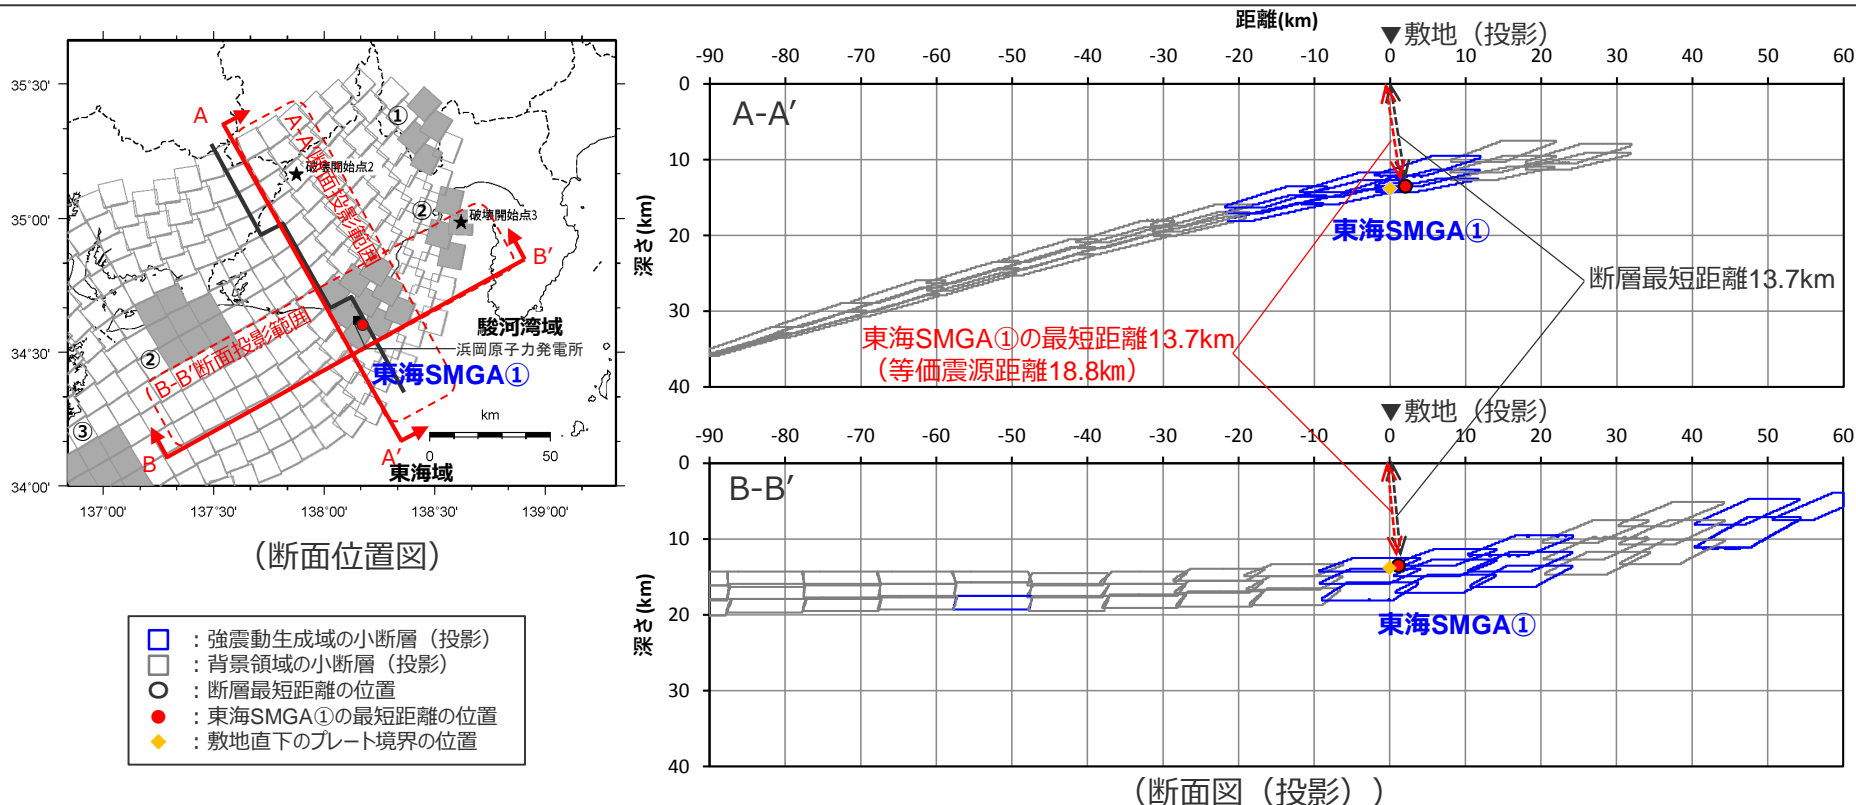 35°30'
35°00'
34°30'
34°00'
137°00'
137°30'
138°00'
138°30'
139°00'
A
A-A'断面投影範囲
①
★破壊開始点2
②
★破壊開始点3
B'
B-B'断面投影範囲
②
駿河湾域
浜岡原子力発電所
東海SMGA①
③
km
0
50
B
A'
東海域
(断面位置図)
:強震動生成域の小断層(投影)
:背景領域の小断層(投影)
:断層最短距離の位置
:東海SMGA①の最短距離の位置
:敷地直下のプレート境界の位置
距離(km)
▼敷地(投影)
-90 -80 -70 -60 -50 -40 -30 -20 -10 0 10 20 30 40 50 60
0
10
20
30
40
深さ(km)
A-A'
東海SMGA①
断層最短距離13.7km
東海SMGA①の最短距離13.7km
(等価震源距離18.8km)
▼敷地(投影)
-90 -80 -70 -60 -50 -40 -30 -20 -10 0 10 20 30 40 50 60
0
10
20
30
40
深さ(km)
B-B'
東海SMGA①
(断面図(投影))